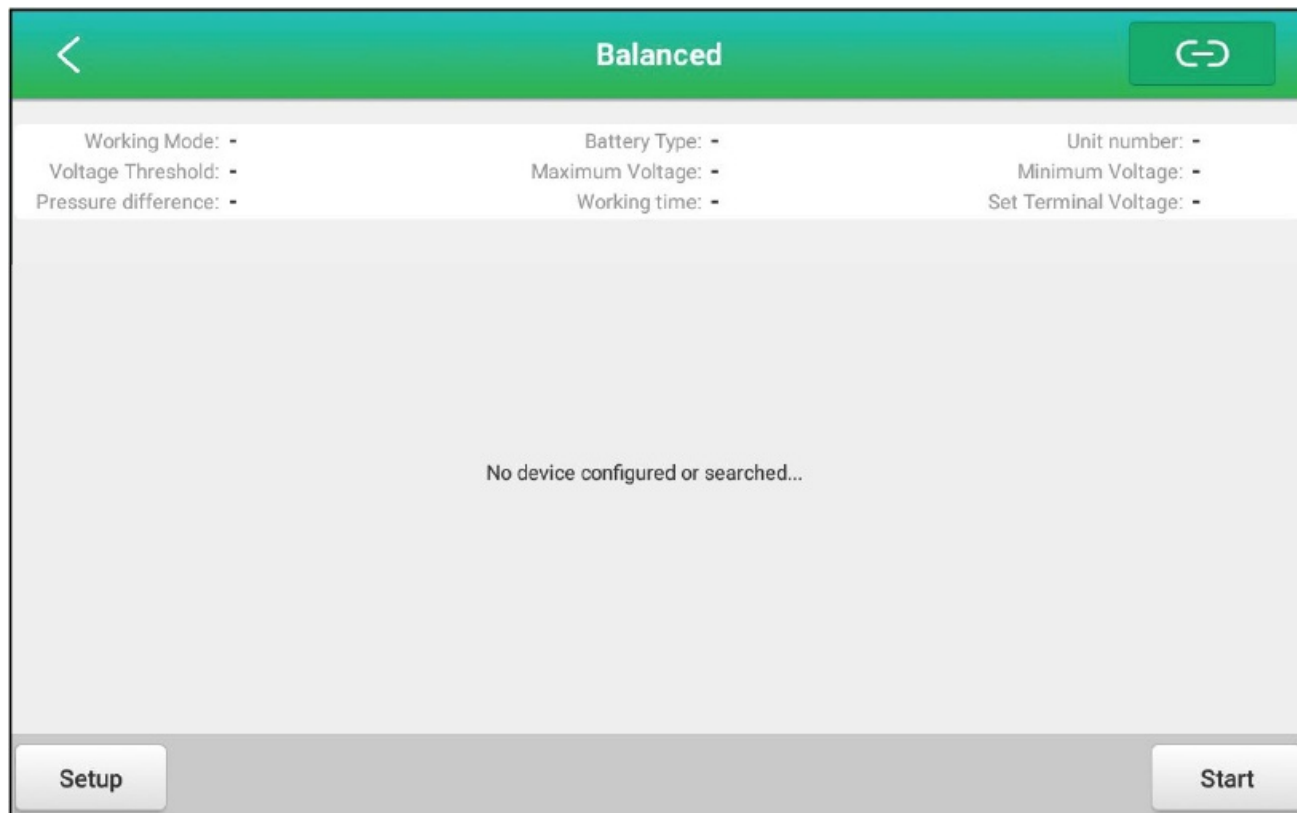 Balanced
Working Mode: - Battery Type: - Unit number: -
Voltage Threshold: - Maximum Voltage: - Minimum Voltage: -
Pressure difference: - Working time: - Set Terminal Voltage: -
No device configured or searched...
Setup Start